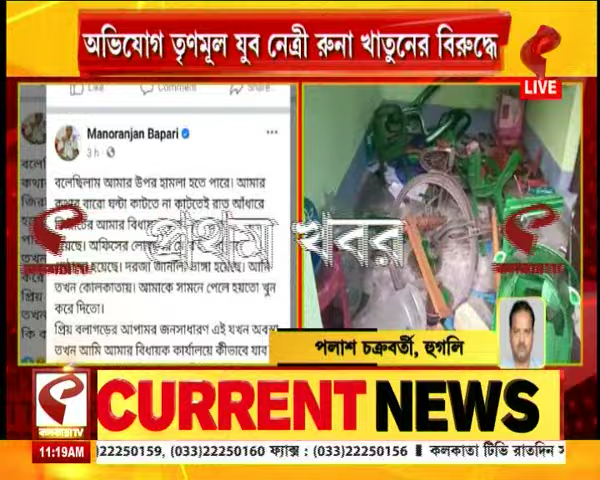 অভিযোগ তৃণমূল যুব নেত্রী রুনা খাতুনের বিরুদ্ধে
LIVE
Like
Comment
Share
Manoranjan Bapari
3 h
বলেছিলাম আমার উপর হামলা হতে পারে। আমার
বারো ঘন্টা কাটতে না কাটতেই রাত আঁধারে
আমার বিধায়
হয়েছে। অফিসের
হয়েছে। দরজা জানালা ভাঙ্গা হয়েছে। আমি
তখন কোলকাতায়। আমাকে সামনে পেলে হয়তো খুন
করে দিতো।
প্রিয় বলাগড়ের আপামর জনসাধারণ এই যখন অবস্থা
তখন আমি আমার বিধায়ক কার্যালয়ে কীভাবে যাব
প্রথম খবর
পলাশ চক্রবর্তী, হুগলি
কলকাতা TV
CURRENT NEWS
11:19AM
)22250159, (033)22250160 ফ্যাক্স : (033)22250156 ॥ কলকাতা টিভি রাতদিন স